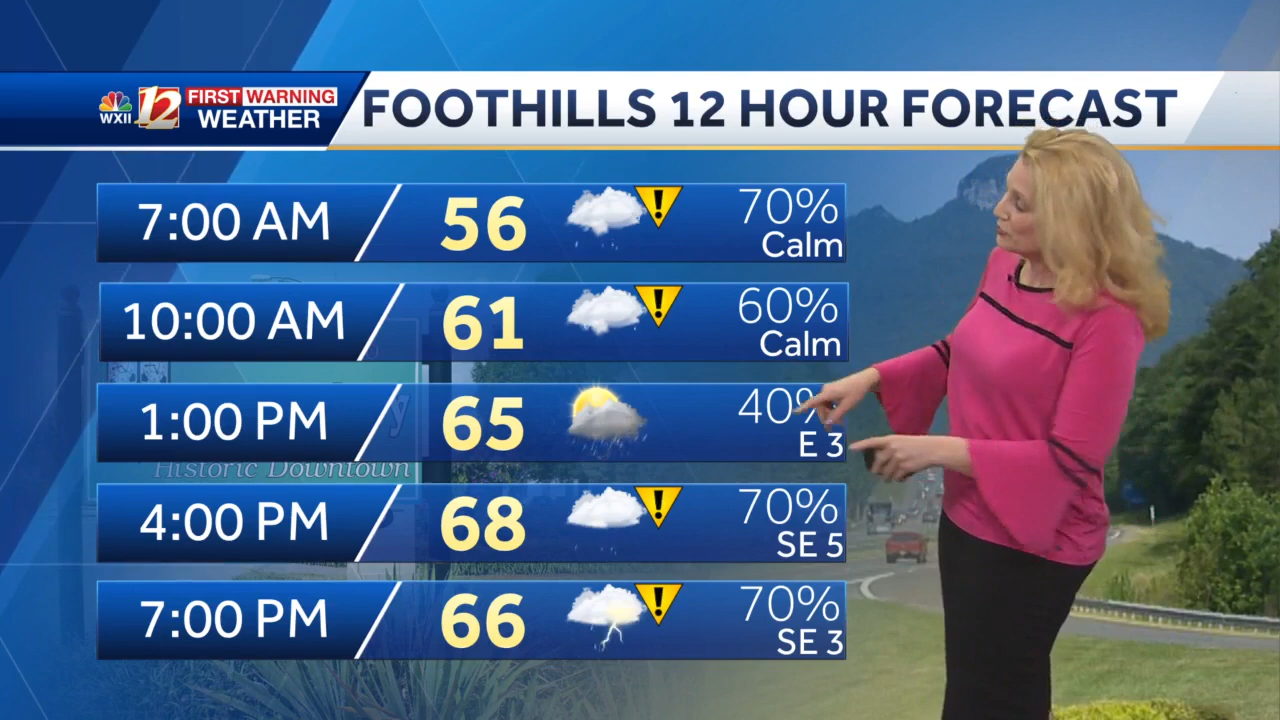 WXII 12 FIRST WARNING WEATHER
FOOTHILLS 12 HOUR FORECAST
7:00 AM 56 ! 70% Calm
10:00 AM 61 ! 60% Calm
1:00 PM 65 40% E 3
Historic Downtown
4:00 PM 68 ! 70% SE 5
7:00 PM 66 ! 70% SE 3